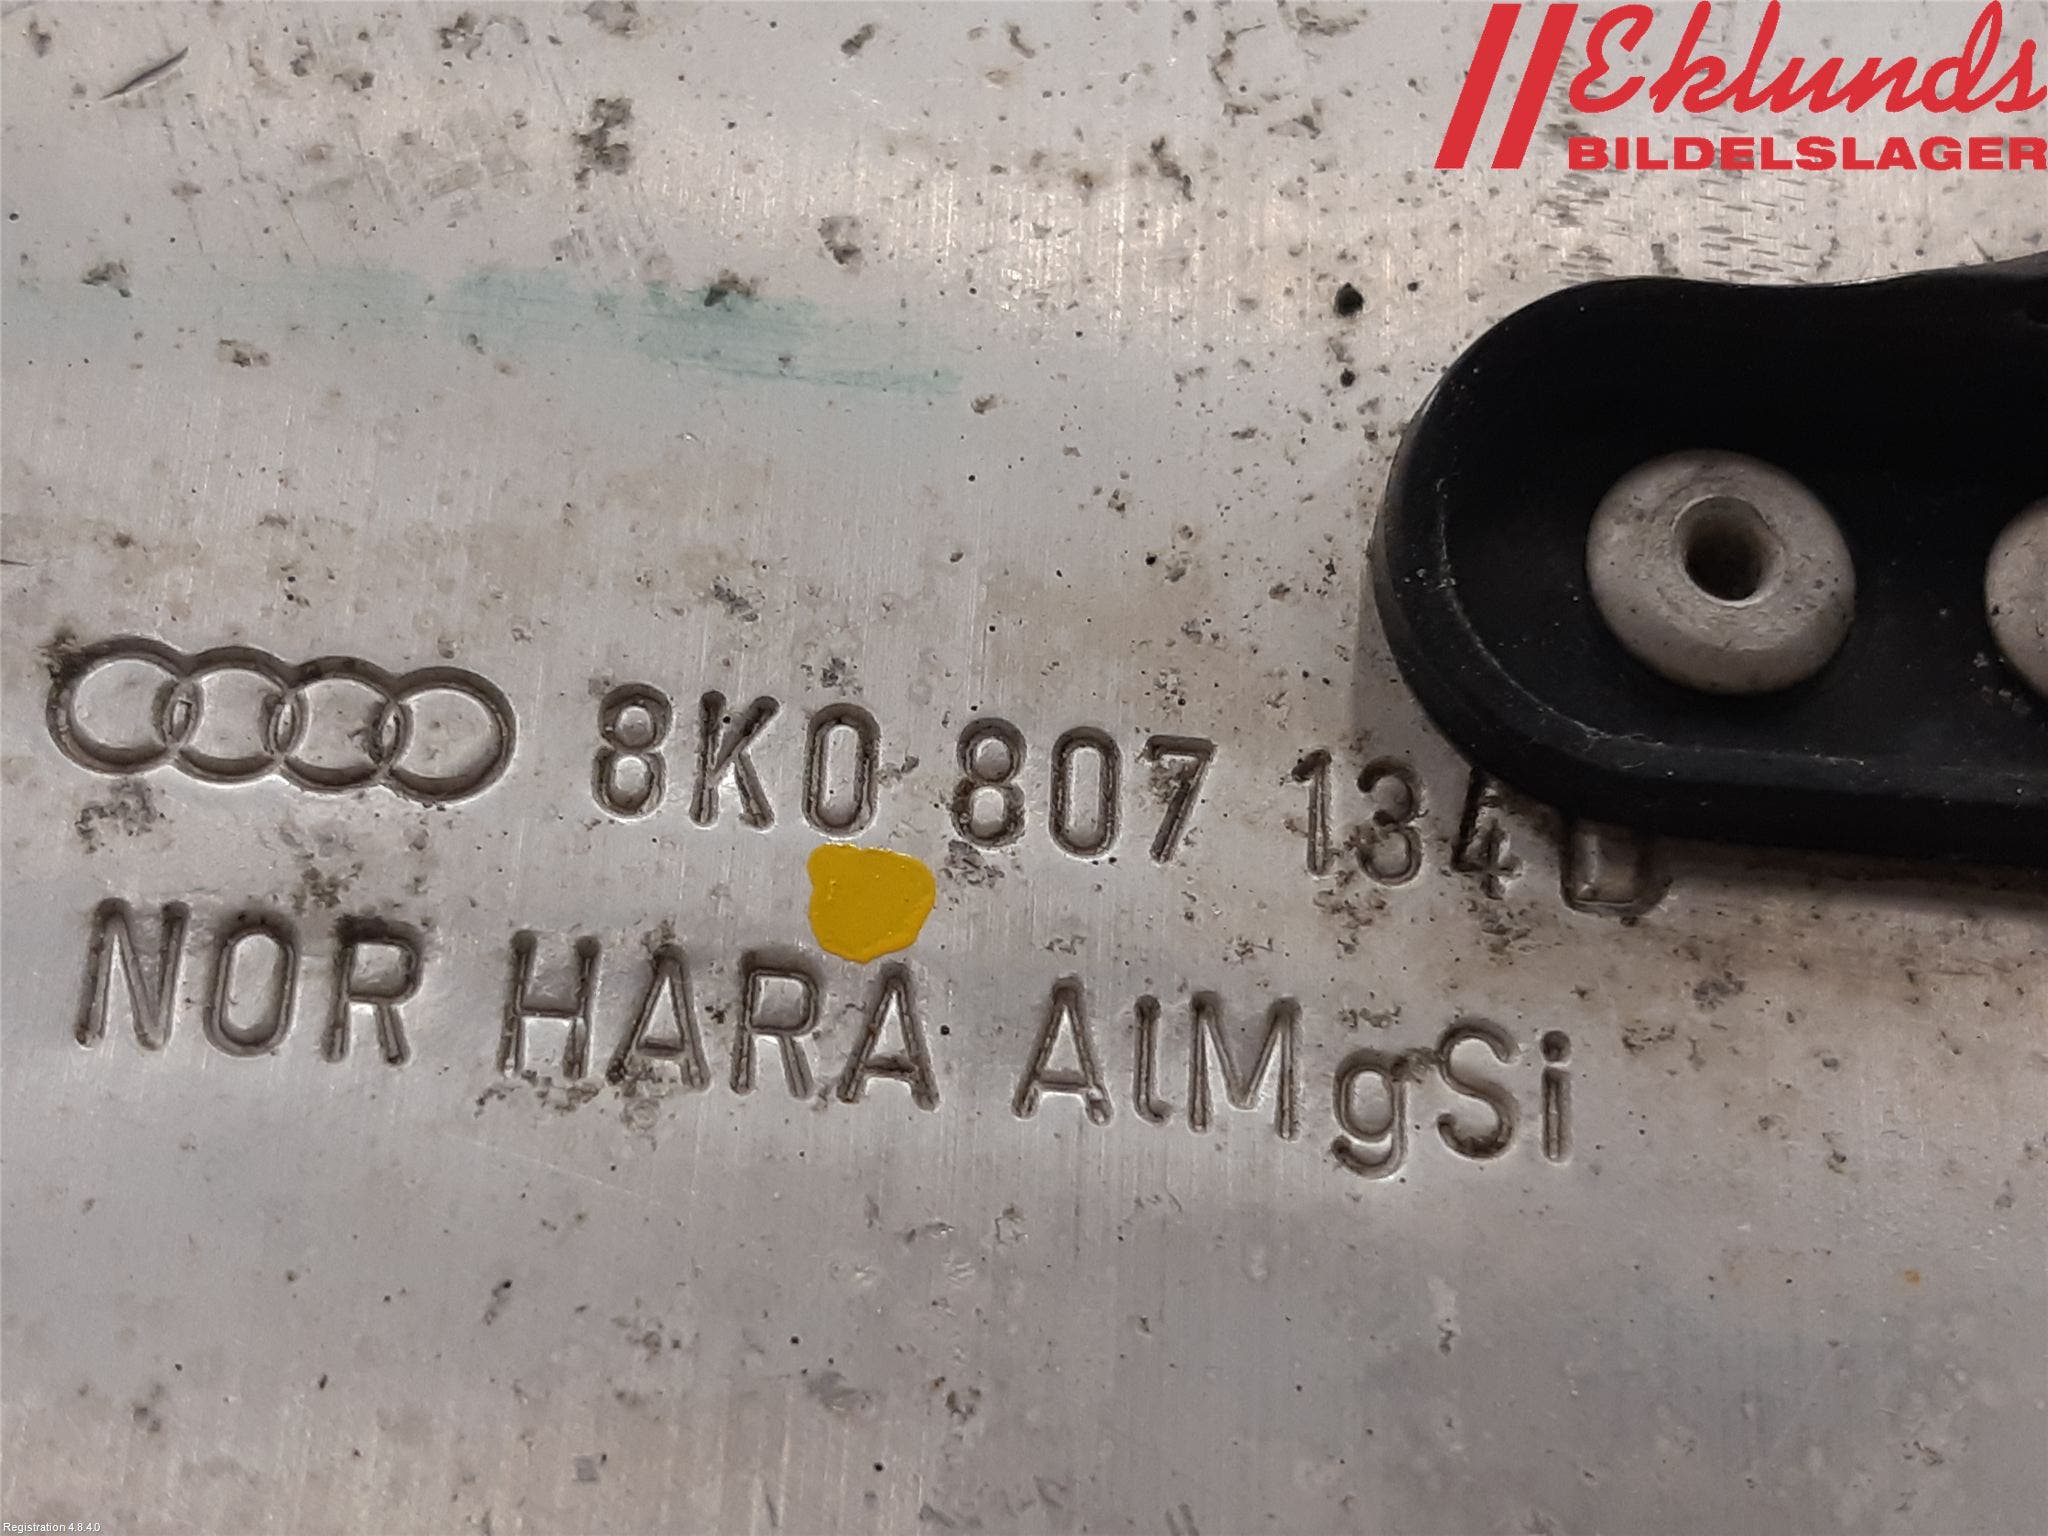 Eklunds
BILDELSLAGER
8K0 807 134
NOR HARA AlMgSi
Registration 4.8.4.0